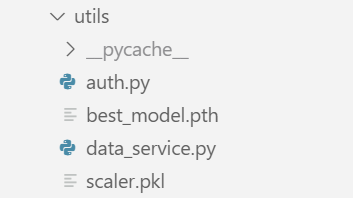 utils
__pycache__
auth.py
best_model.pth
data_service.py
scaler.pkl